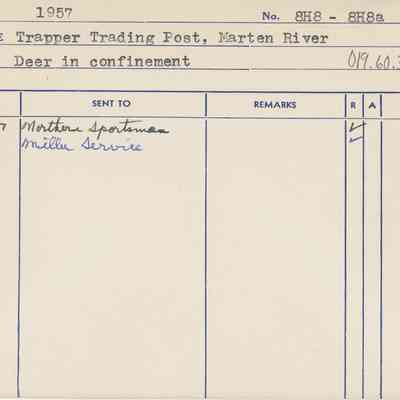 1957 No. 8H8 - 8H8a
Trapper Trading Post, Marten River
Deer in confinement 019.60.
SENT TO REMARKS R A
7 Northern Sportsman ✓
Miller Service ✓